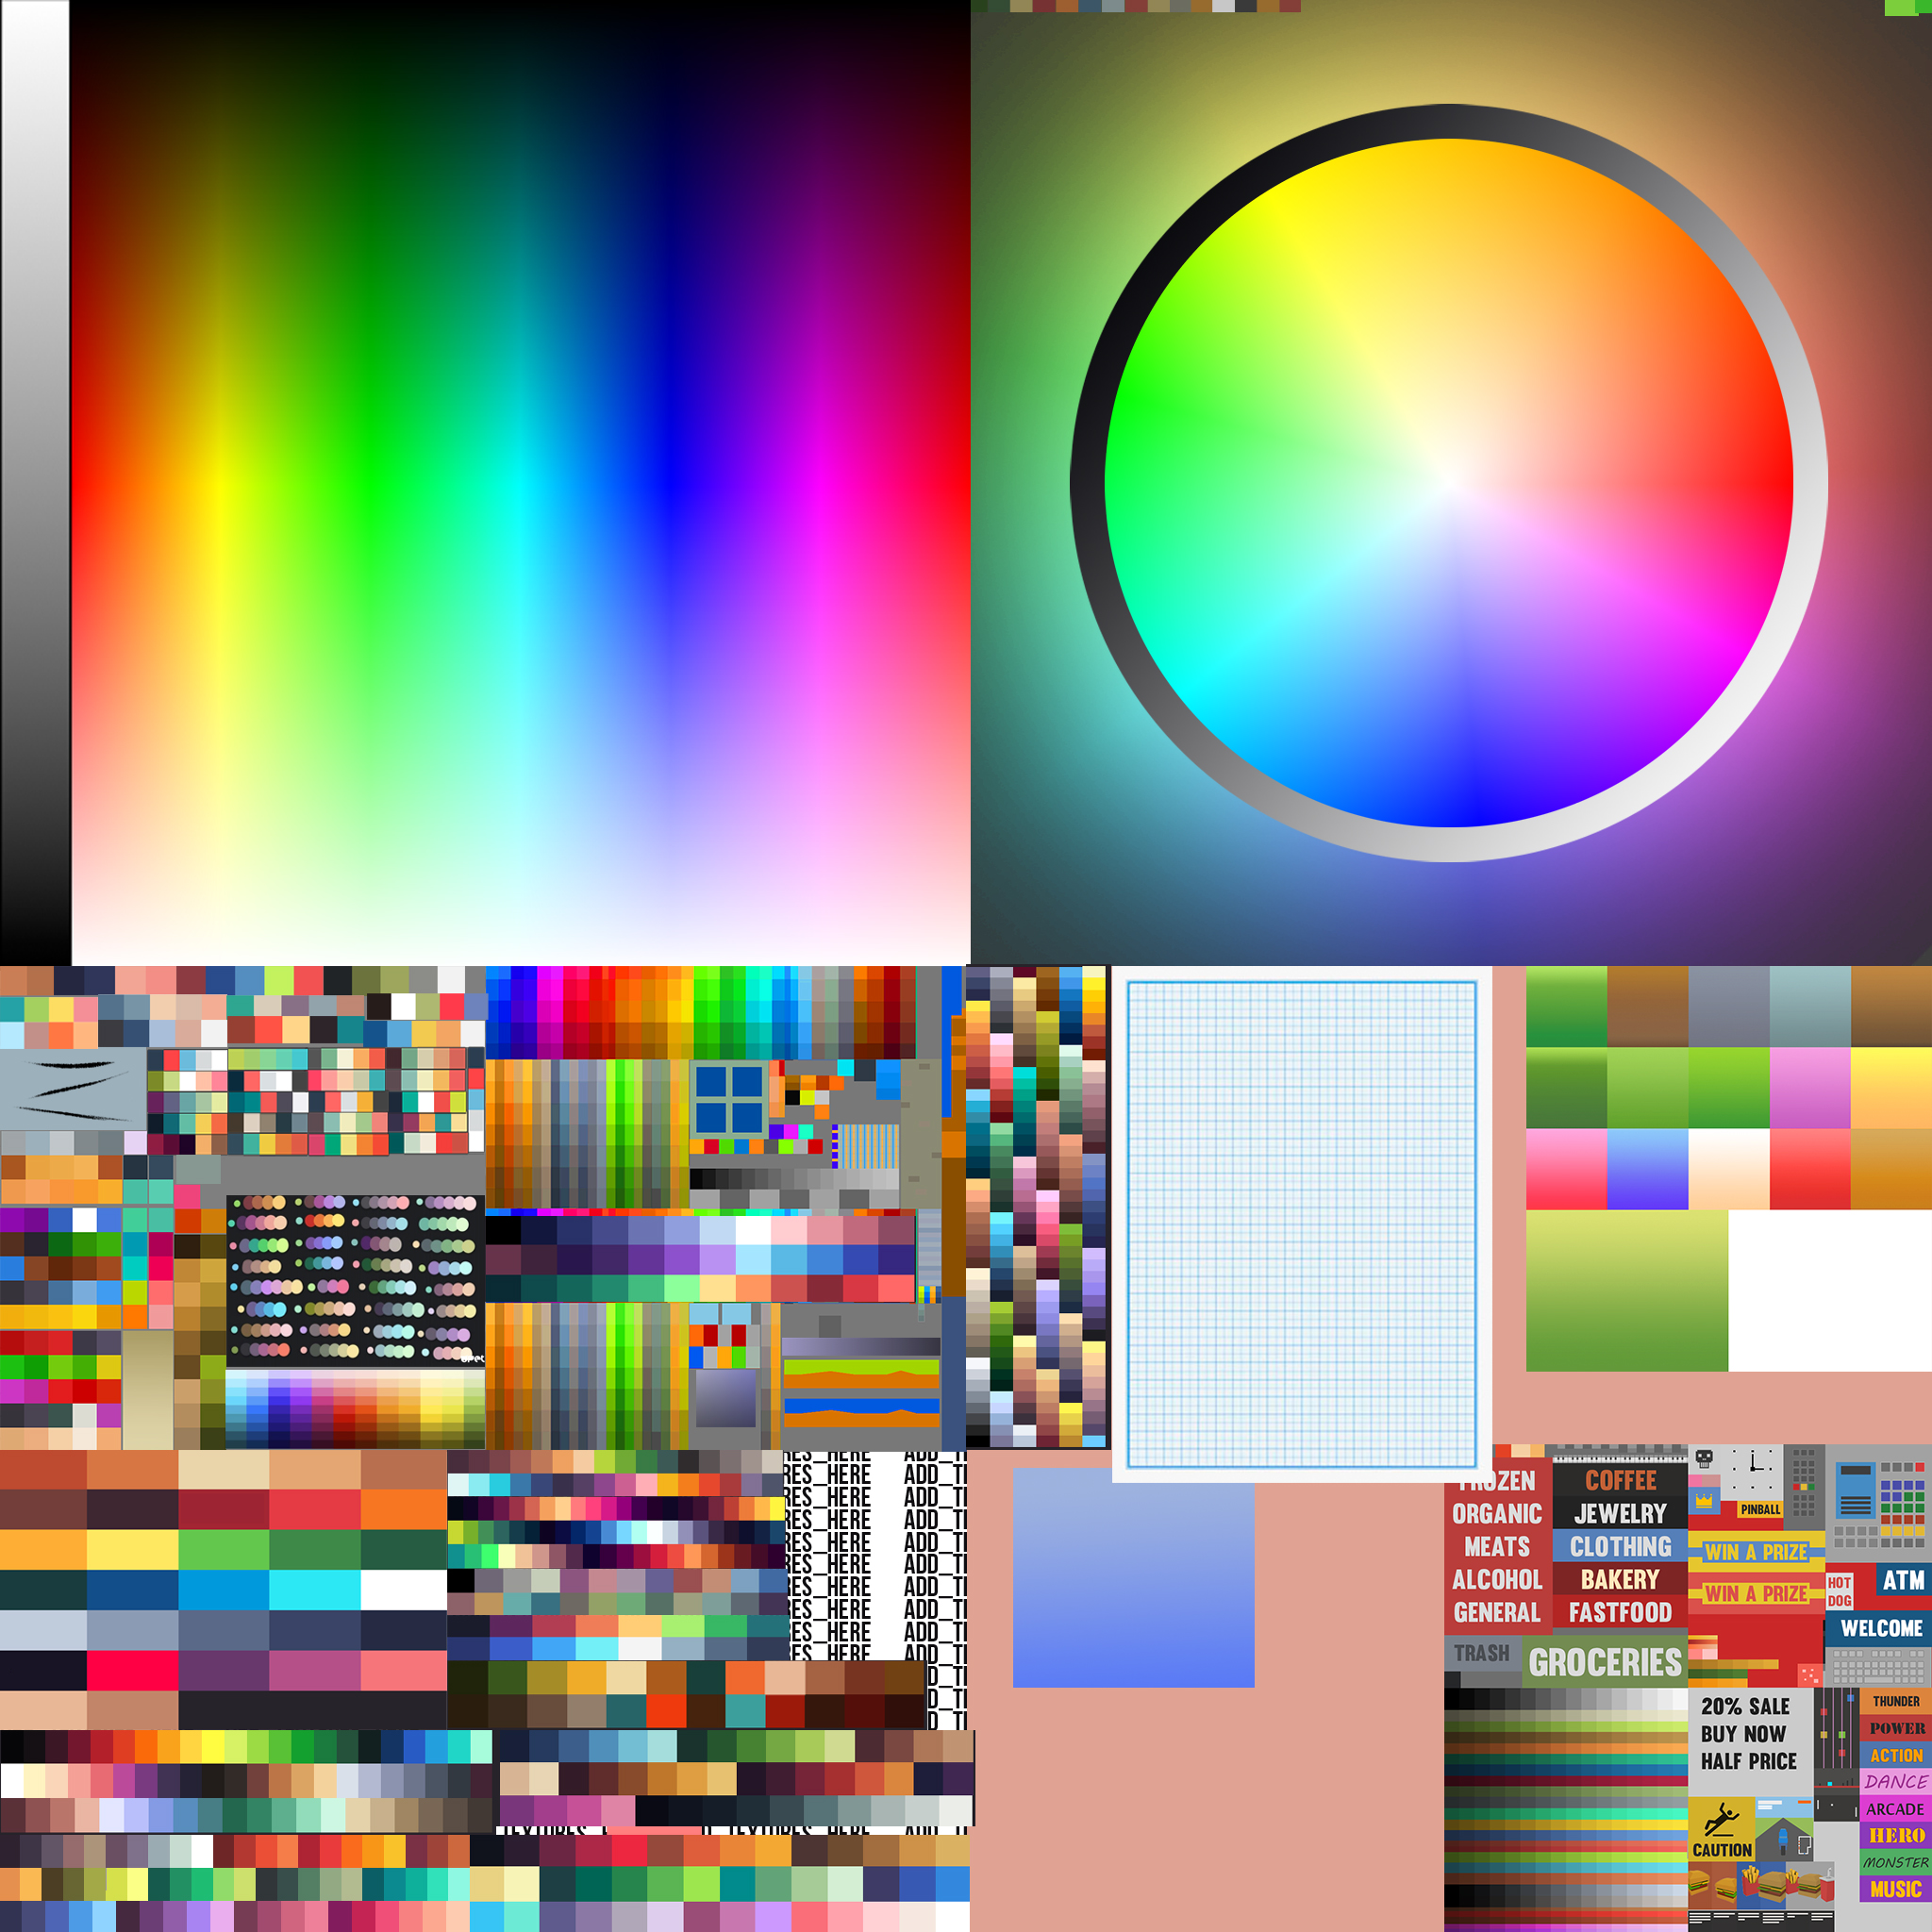 RES_HERE ADD_TI
RES_HERE ADD_TI
RES_HERE ADD_TI
RES_HERE ADD_TI
RES_HERE ADD_TI
RES_HERE ADD_TI
RES_HERE ADD_TI
RES_HERE ADD_TI
RES_HERE ADD_TI
FROZEN
ORGANIC
MEATS
ALCOHOL
GENERAL
TRASH
COFFEE
JEWELRY
CLOTHING
BAKERY
FASTFOOD
GROCERIES
PINBALL
WIN A PRIZE
WIN A PRIZE
HOT
DOG
ATM
WELCOME
20% SALE
BUY NOW
HALF PRICE
CAUTION
THUNDER
POWER
ACTION
DANCE
ARCADE
HERO
MONSTER
MUSIC